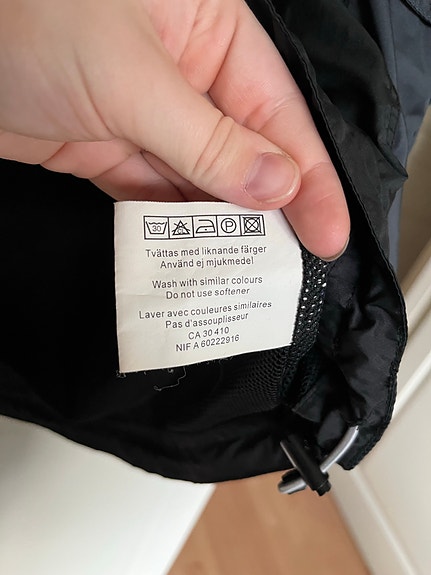 30 P
Tvättas med liknande färger
Använd ej mjukmedel
Wash with similar colours
Do not use softener
Laver avec couleures similaires
Pas d'assouplisseur
CA 30 410
NIF A 60222916